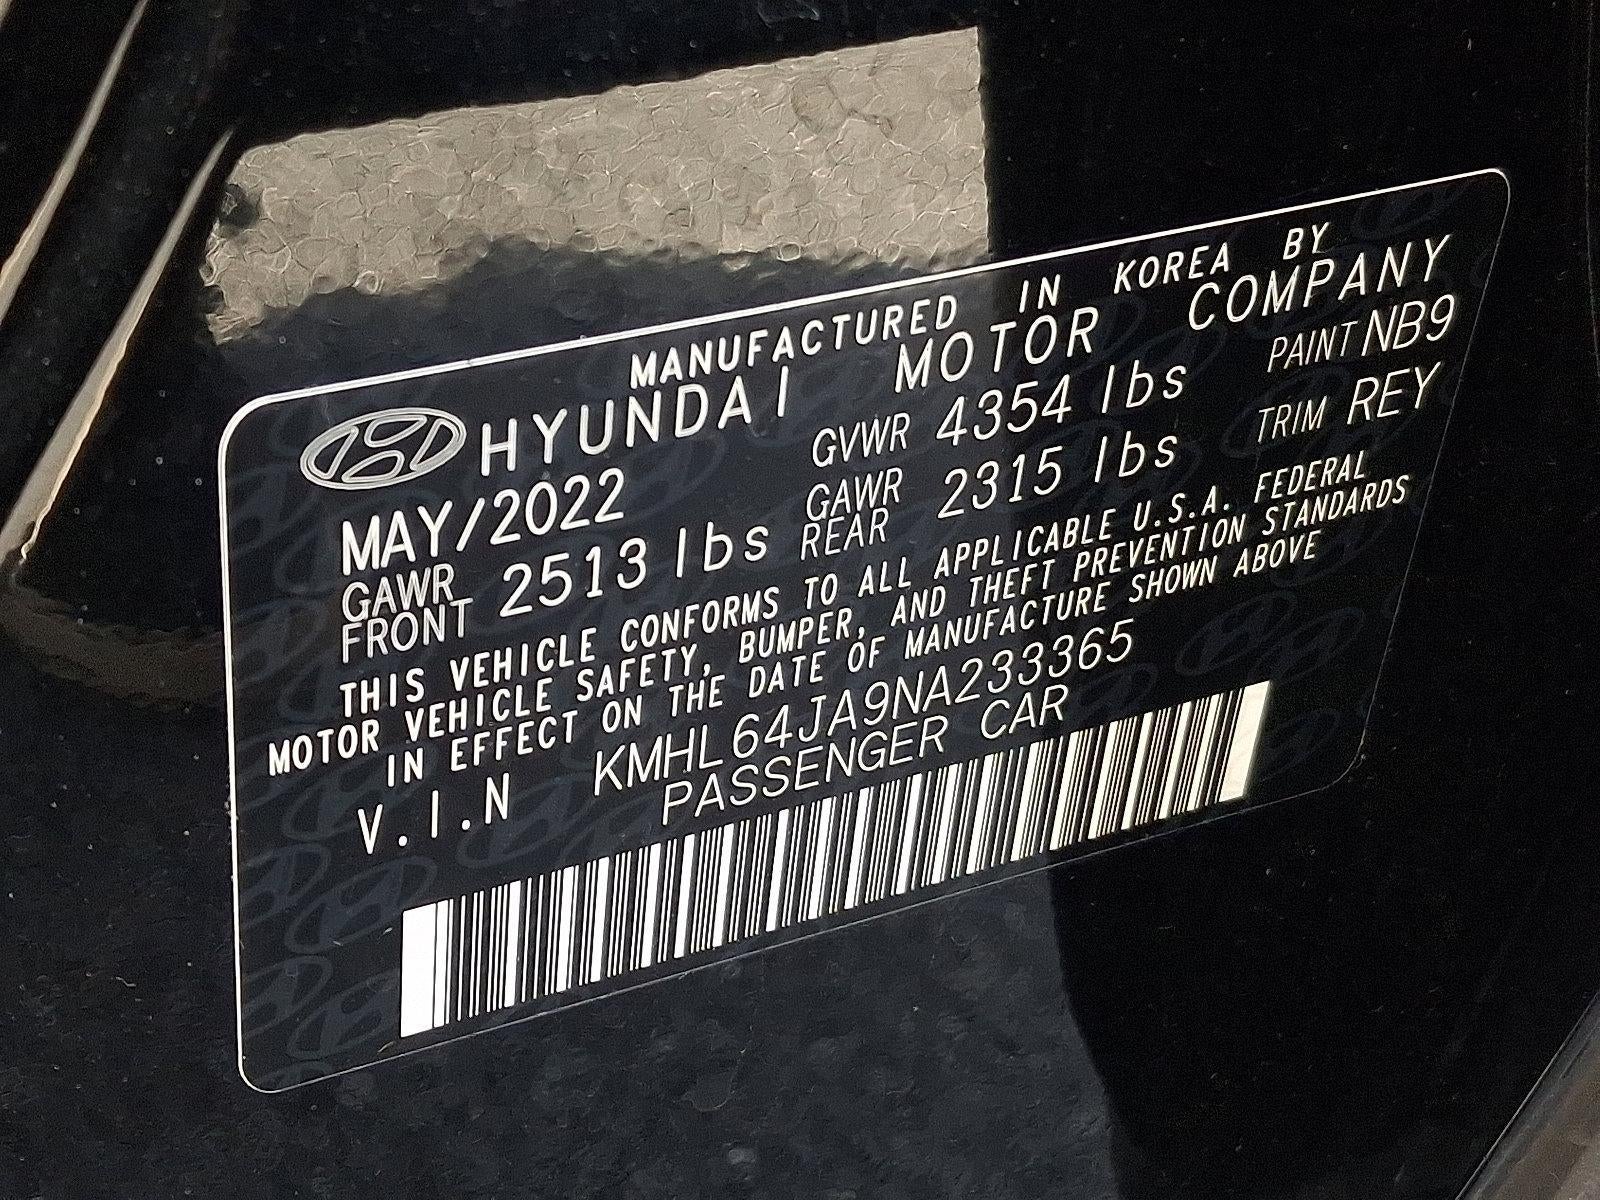 MANUFACTURED IN KOREA BY
HYUNDAI MOTOR COMPANY
MAY/2022 GVWR 4354 lbs PAINT NB9
GAWR FRONT 2513 lbs GAWR REAR 2315 lbs TRIM REY
THIS VEHICLE CONFORMS TO ALL APPLICABLE U.S.A. FEDERAL
MOTOR VEHICLE SAFETY, BUMPER, AND THEFT PREVENTION STANDARDS
IN EFFECT ON THE DATE OF MANUFACTURE SHOWN ABOVE
V.I.N KMHL64JA9NA233365
PASSENGER CAR